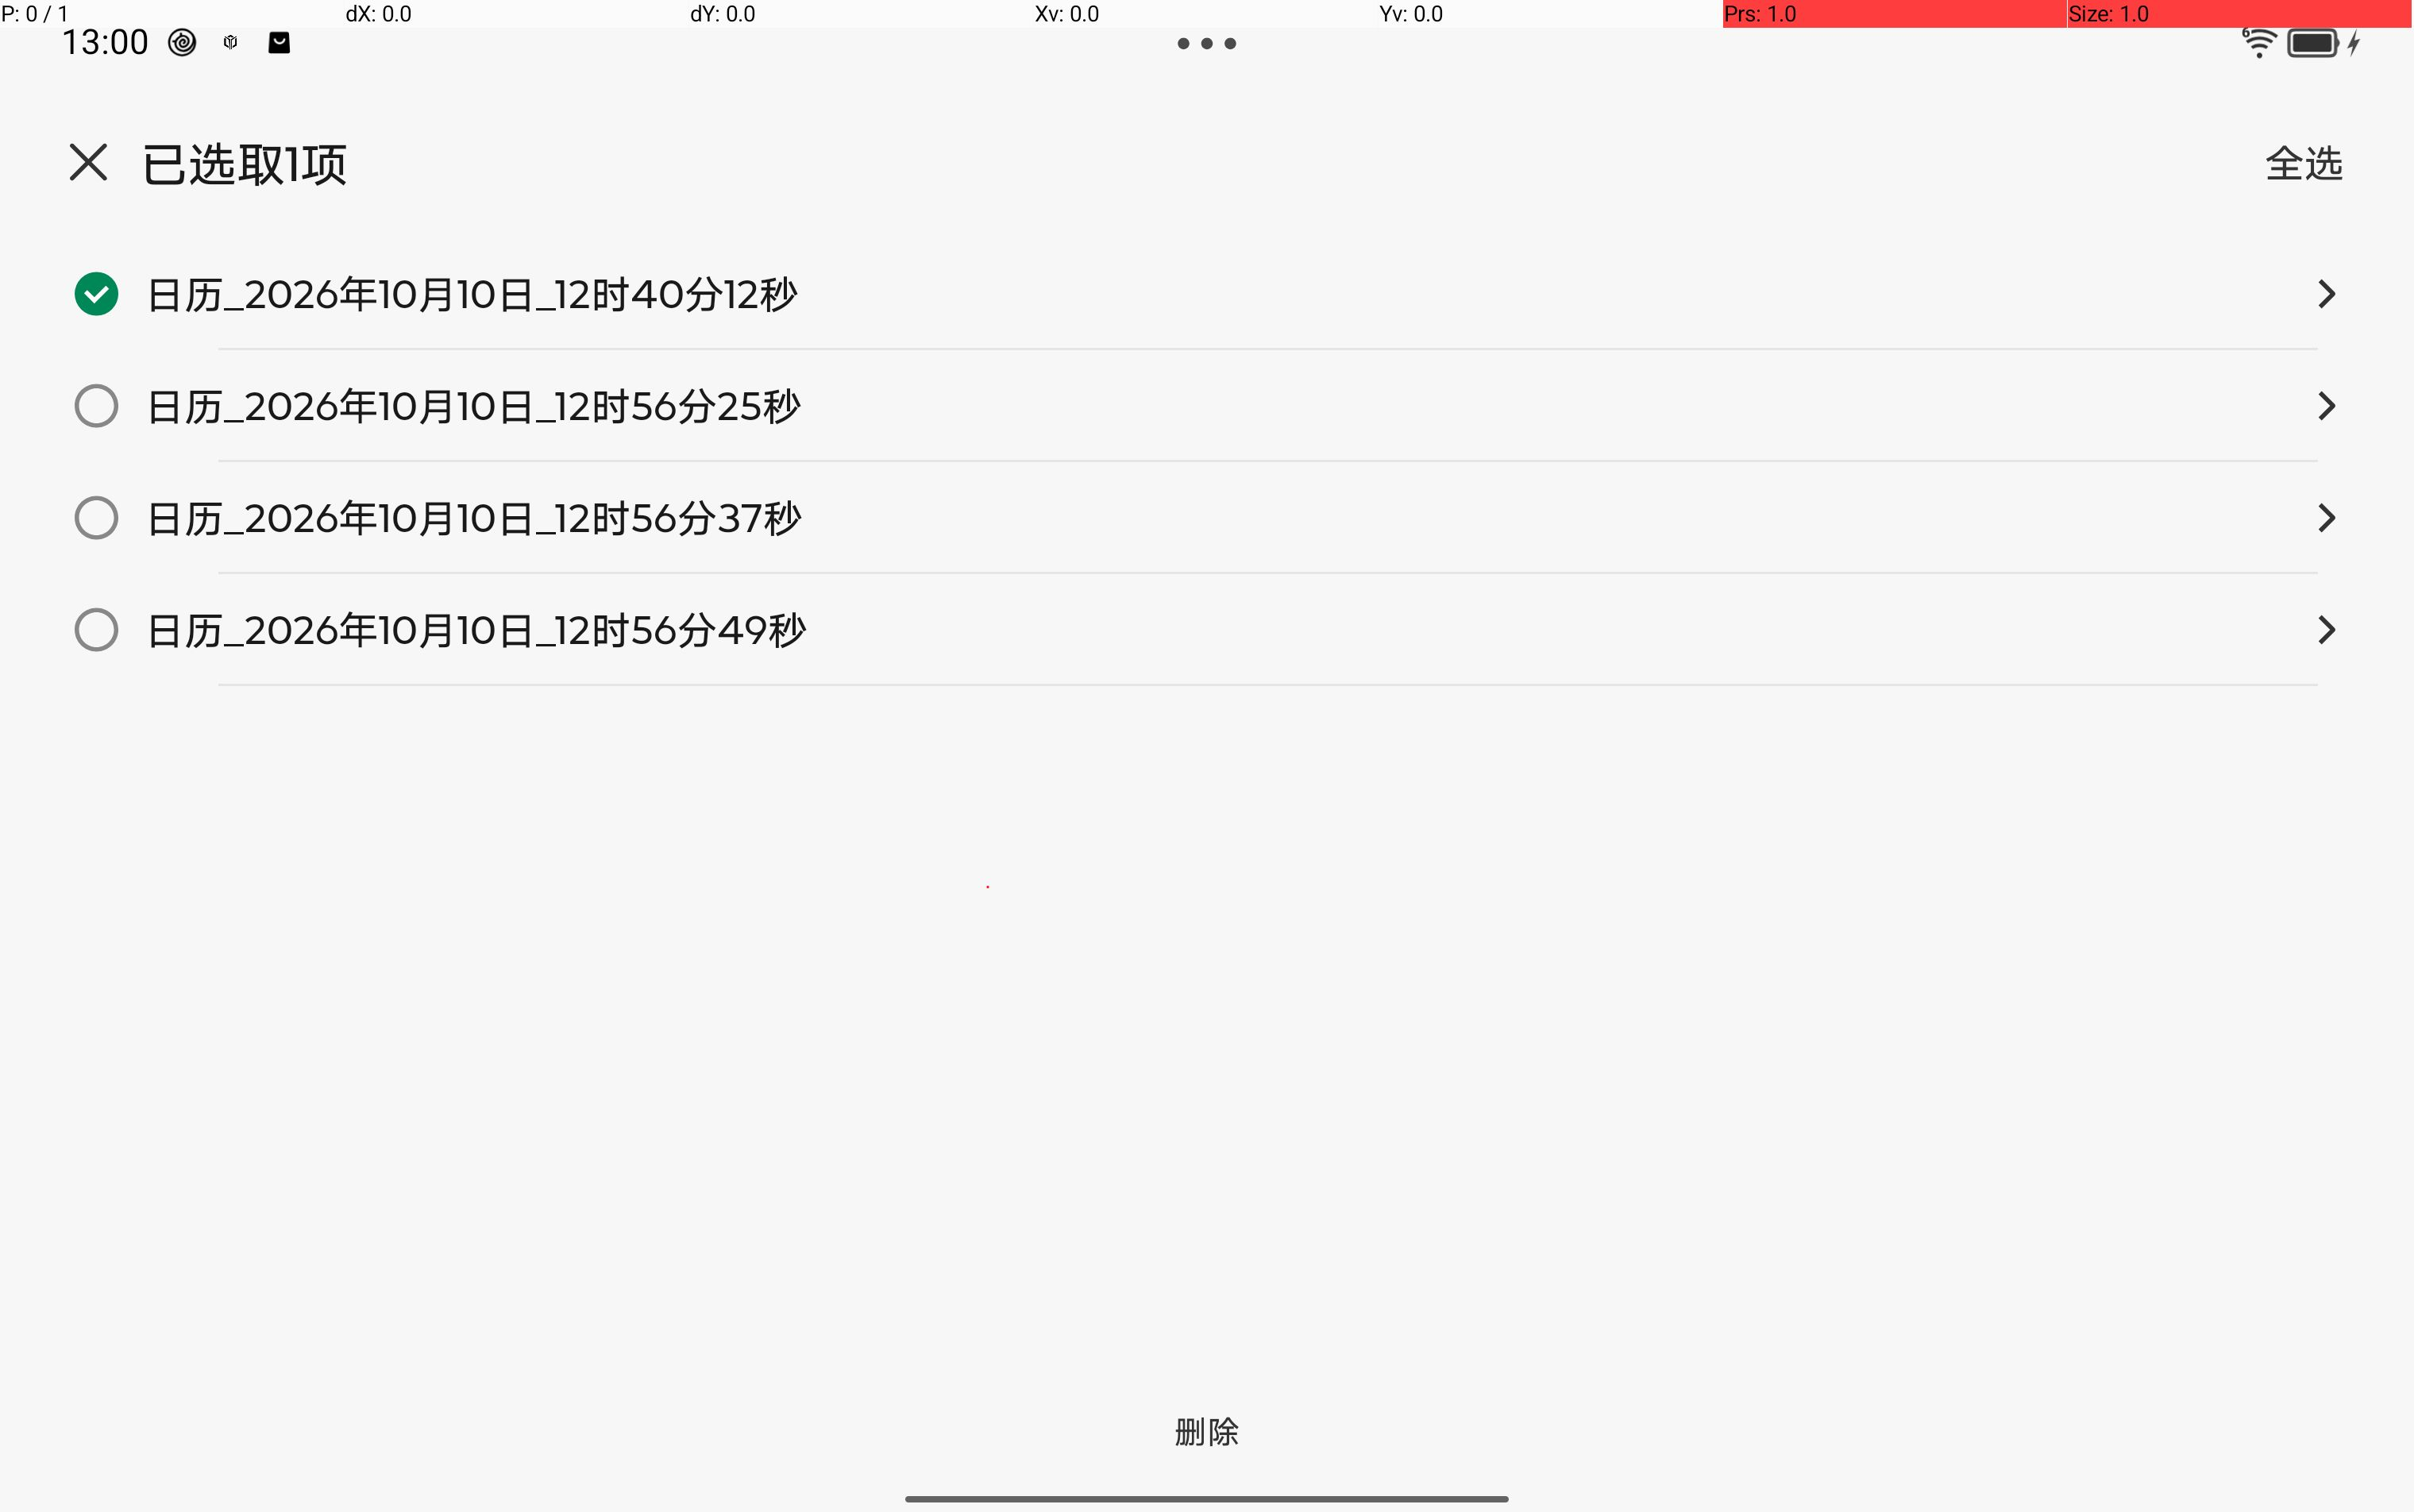 P: 0 / 1 dX: 0.0 dY: 0.0 Xv: 0.0 Yv: 0.0 Prs: 1.0 Size: 1.0
13:00 6
已选取1项 全选
日历_2026年10月10日_12时40分12秒
日历_2026年10月10日_12时56分25秒
日历_2026年10月10日_12时56分37秒
日历_2026年10月10日_12时56分49秒
删除